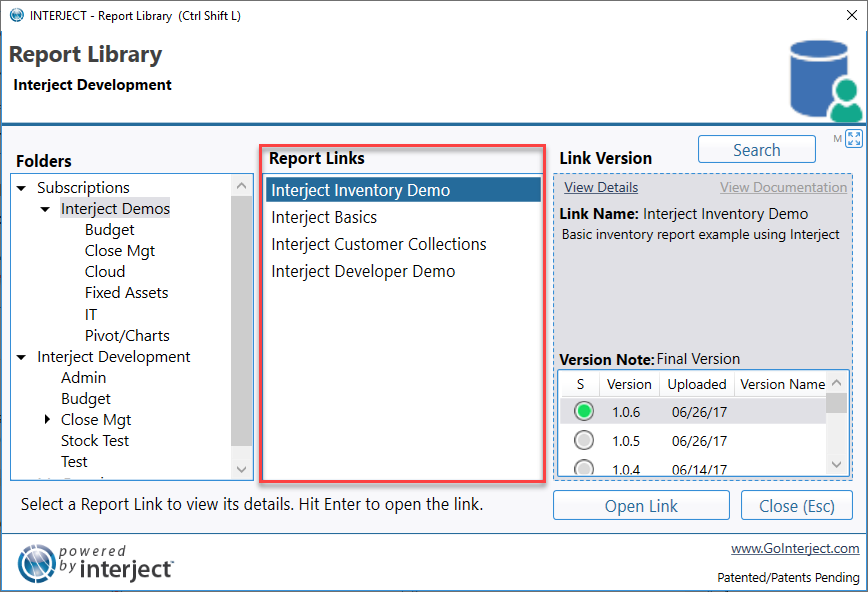 INTERJECT - Report Library (Ctrl Shift L)
Report Library
Interject Development
M
Folders
Subscriptions
Interject Demos
Budget
Close Mgt
Cloud
Fixed Assets
IT
Pivot/Charts
Interject Development
Admin
Budget
Close Mgt
Stock Test
Test
Report Links
Interject Inventory Demo
Interject Basics
Interject Customer Collections
Interject Developer Demo
Link Version
Search
View Details View Documentation
Link Name: Interject Inventory Demo
Basic inventory report example using Interject
Version Note: Final Version
S Version Uploaded Version Name
1.0.6 06/26/17
1.0.5 06/26/17
1.0.4 06/14/17
Select a Report Link to view its details. Hit Enter to open the link.
Open Link Close (Esc)
powered
by interject™
www.GoInterject.com
Patented/Patents Pending